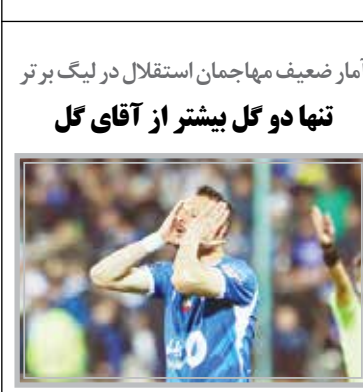 آمار ضعیف مهاجمان استقلال در لیگ برتر
تنها دو گل بیشتر از آقای گل